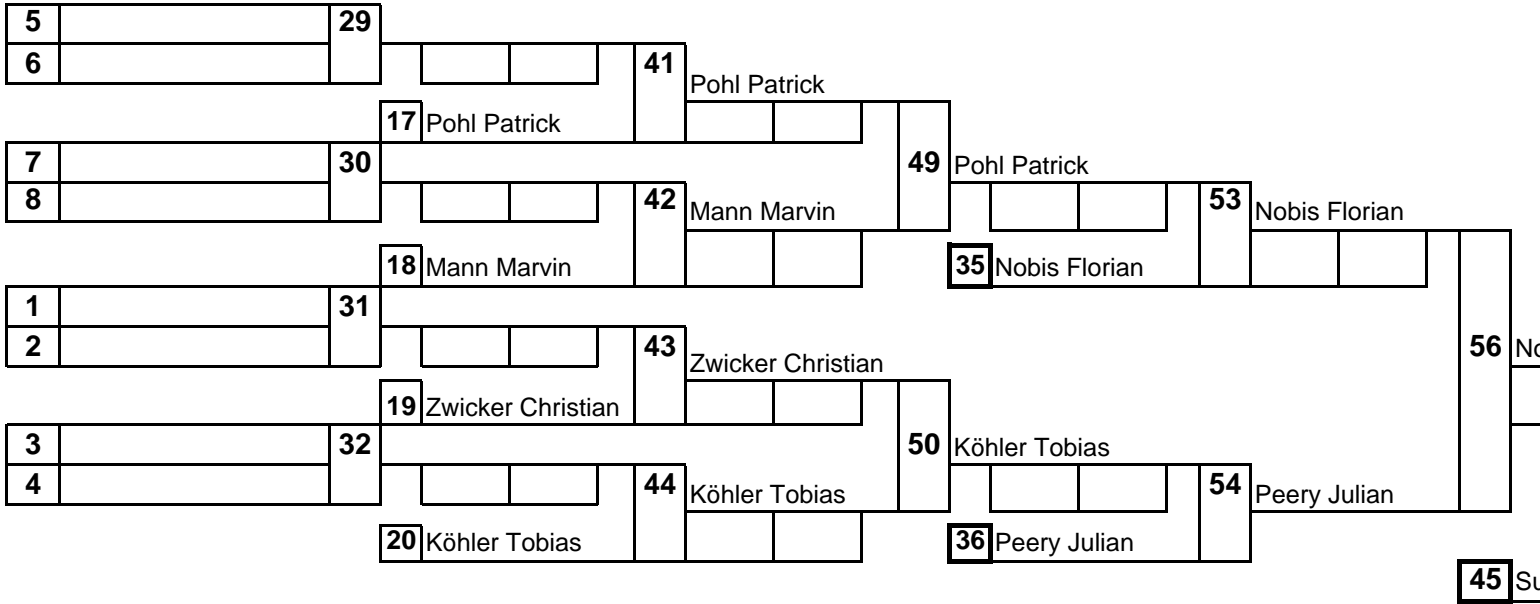 5 29
6 41
Pohl Patrick
17 Pohl Patrick
7 30 49 Pohl Patrick
8 42 Mann Marvin 53 Nobis Florian
18 Mann Marvin 35 Nobis Florian
1 31
2 43 Zwicker Christian 56 No
19 Zwicker Christian
3 32 50 Köhler Tobias
4 44 Köhler Tobias 54 Peery Julian
20 Köhler Tobias 36 Peery Julian
45 Su